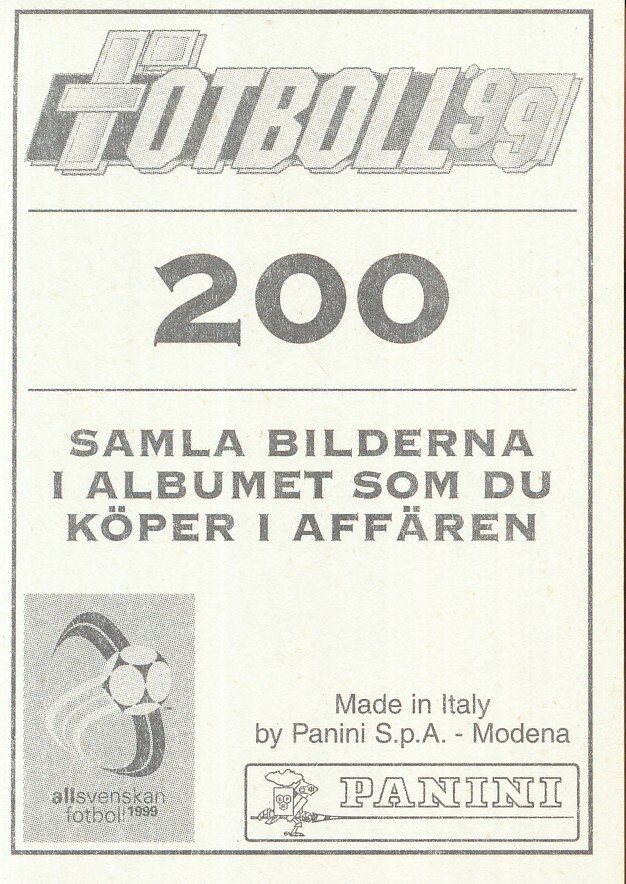 FOTBOLL'99
200
SAMLA BILDERNA
I ALBUMET SOM DU
KÖPER I AFFÄREN
Made in Italy
by Panini S.p.A. - Modena
PANINI
allsvenskan
fotboll 1999